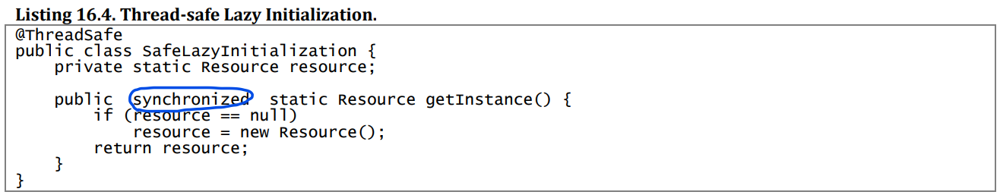 Listing 16.4. Thread-safe Lazy Initialization.
@ThreadSafe
public class SafeLazyInitialization {
    private static Resource resource;
    public  synchronized  static Resource getInstance() {
        if (resource == null)
            resource = new Resource();
        return resource;
    }
}